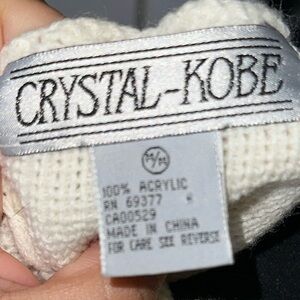 CRYSTAL-KOBE
M/M
100% ACRYLIC
RN 69377
CA00529
MADE IN CHINA
FOR CARE SEE REVERSE